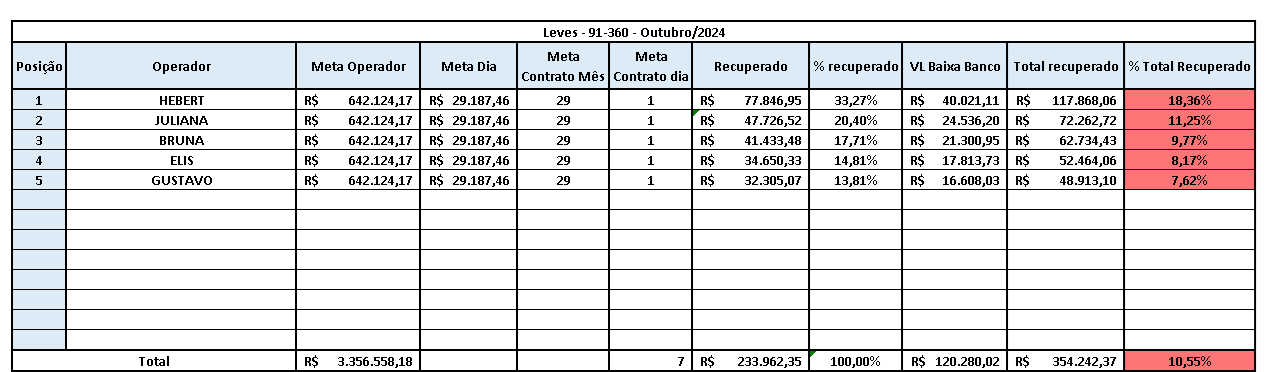 Leves - 91-360 - Outubro/2024
Posição Operador Meta Operador Meta Dia Meta Contrato Mês Meta Contrato dia Recuperado % recuperado VL Baixa Banco Total recuperado % Total Recuperado
1 HEBERT R$ 642.124,17 R$ 29.187,46 29 1 R$ 77.846,95 33,27% R$ 40.021,11 R$ 117.868,06 18,36%
2 JULIANA R$ 642.124,17 R$ 29.187,46 29 1 R$ 47.726,52 20,40% R$ 24.536,20 R$ 72.262,72 11,25%
3 BRUNA R$ 642.124,17 R$ 29.187,46 29 1 R$ 41.433,48 17,71% R$ 21.300,95 R$ 62.734,43 9,77%
4 ELIS R$ 642.124,17 R$ 29.187,46 29 1 R$ 34.650,33 14,81% R$ 17.813,73 R$ 52.464,06 8,17%
5 GUSTAVO R$ 642.124,17 R$ 29.187,46 29 1 R$ 32.305,07 13,81% R$ 16.608,03 R$ 48.913,10 7,62%
Total R$ 3.356.558,18 7 R$ 233.962,35 100,00% R$ 120.280,02 R$ 354.242,37 10,55%